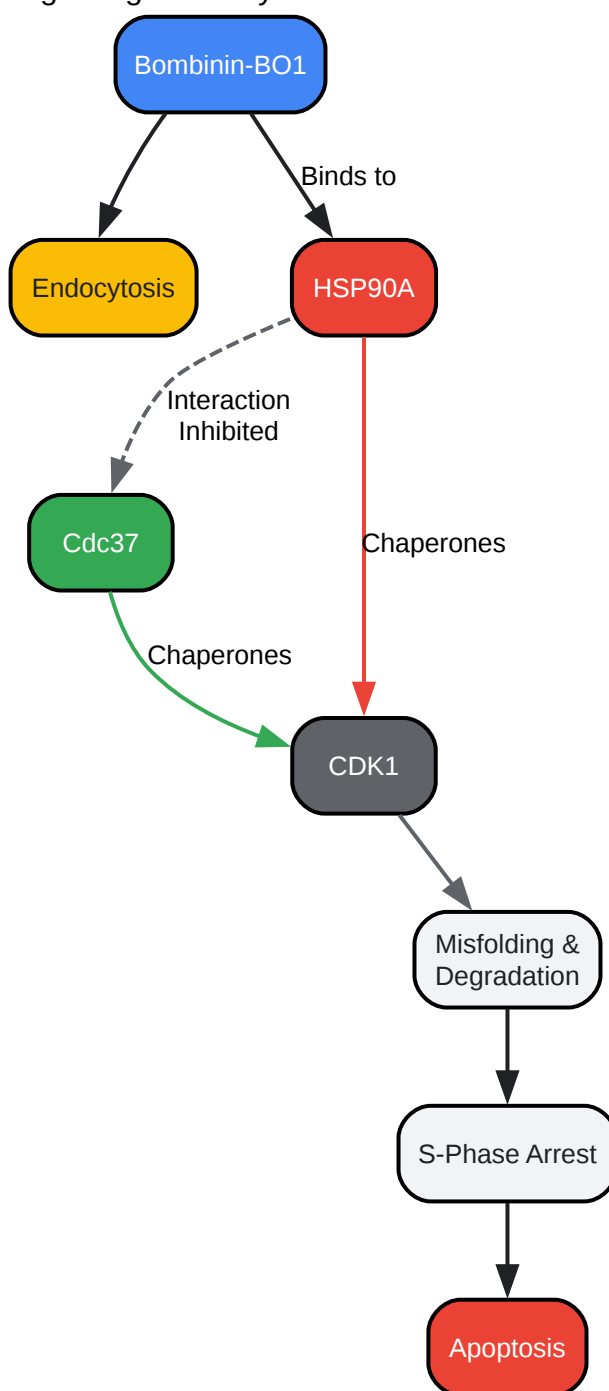 Bombinin-BO1
Binds to
Endocytosis
HSP90A
Interaction
Inhibited
Cdc37
Chaperones
Chaperones
CDK1
Misfolding &
Degradation
S-Phase Arrest
Apoptosis